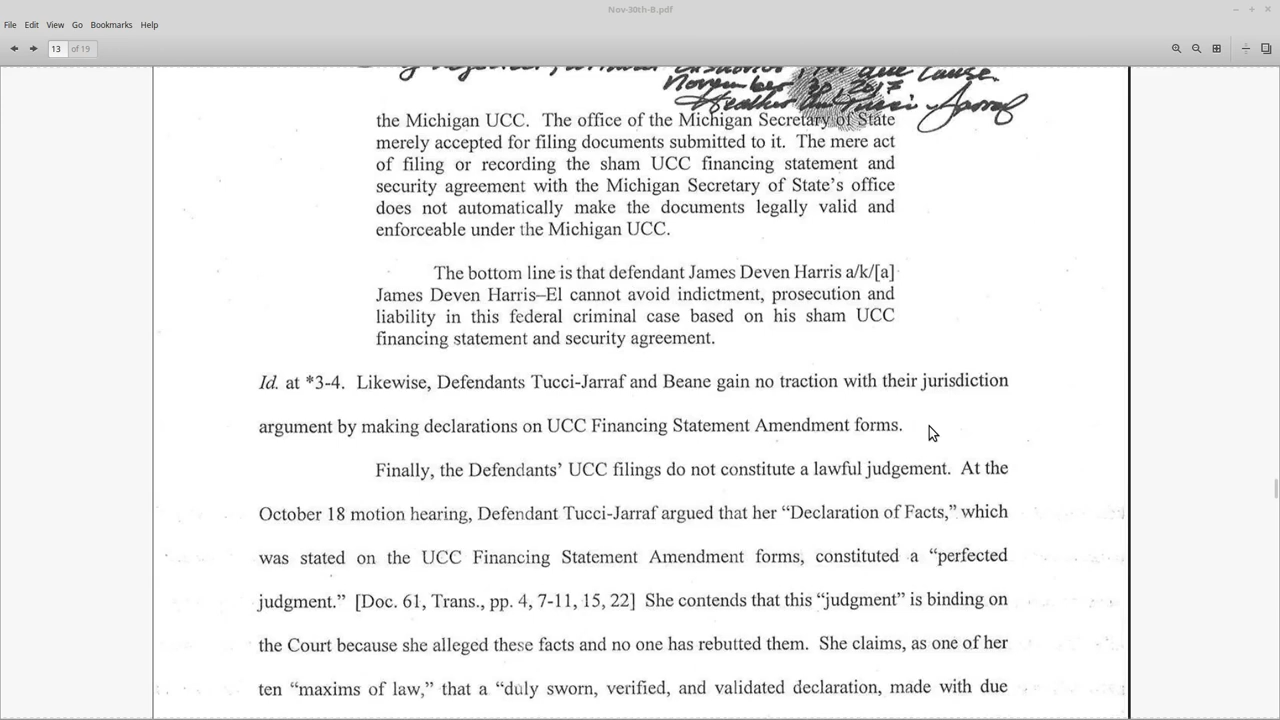 Nov-30th-B.pdf
File Edit View Go Bookmarks Help
13 of 19
due cause.
November 30, 2017
Heather Ann Tucci-Jarraf
the Michigan UCC. The office of the Michigan Secretary of State
merely accepted for filing documents submitted to it. The mere act
of filing or recording the sham UCC financing statement and
security agreement with the Michigan Secretary of State's office
does not automatically make the documents legally valid and
enforceable under the Michigan UCC.
The bottom line is that defendant James Deven Harris a/k/[a]
James Deven Harris–El cannot avoid indictment, prosecution and
liability in this federal criminal case based on his sham UCC
financing statement and security agreement.
Id. at *3-4. Likewise, Defendants Tucci-Jarraf and Beane gain no traction with their jurisdiction
argument by making declarations on UCC Financing Statement Amendment forms.
Finally, the Defendants' UCC filings do not constitute a lawful judgement. At the
October 18 motion hearing, Defendant Tucci-Jarraf argued that her “Declaration of Facts,” which
was stated on the UCC Financing Statement Amendment forms, constituted a “perfected
judgment.” [Doc. 61, Trans., pp. 4, 7-11, 15, 22] She contends that this “judgment” is binding on
the Court because she alleged these facts and no one has rebutted them. She claims, as one of her
ten “maxims of law,” that a “duly sworn, verified, and validated declaration, made with due